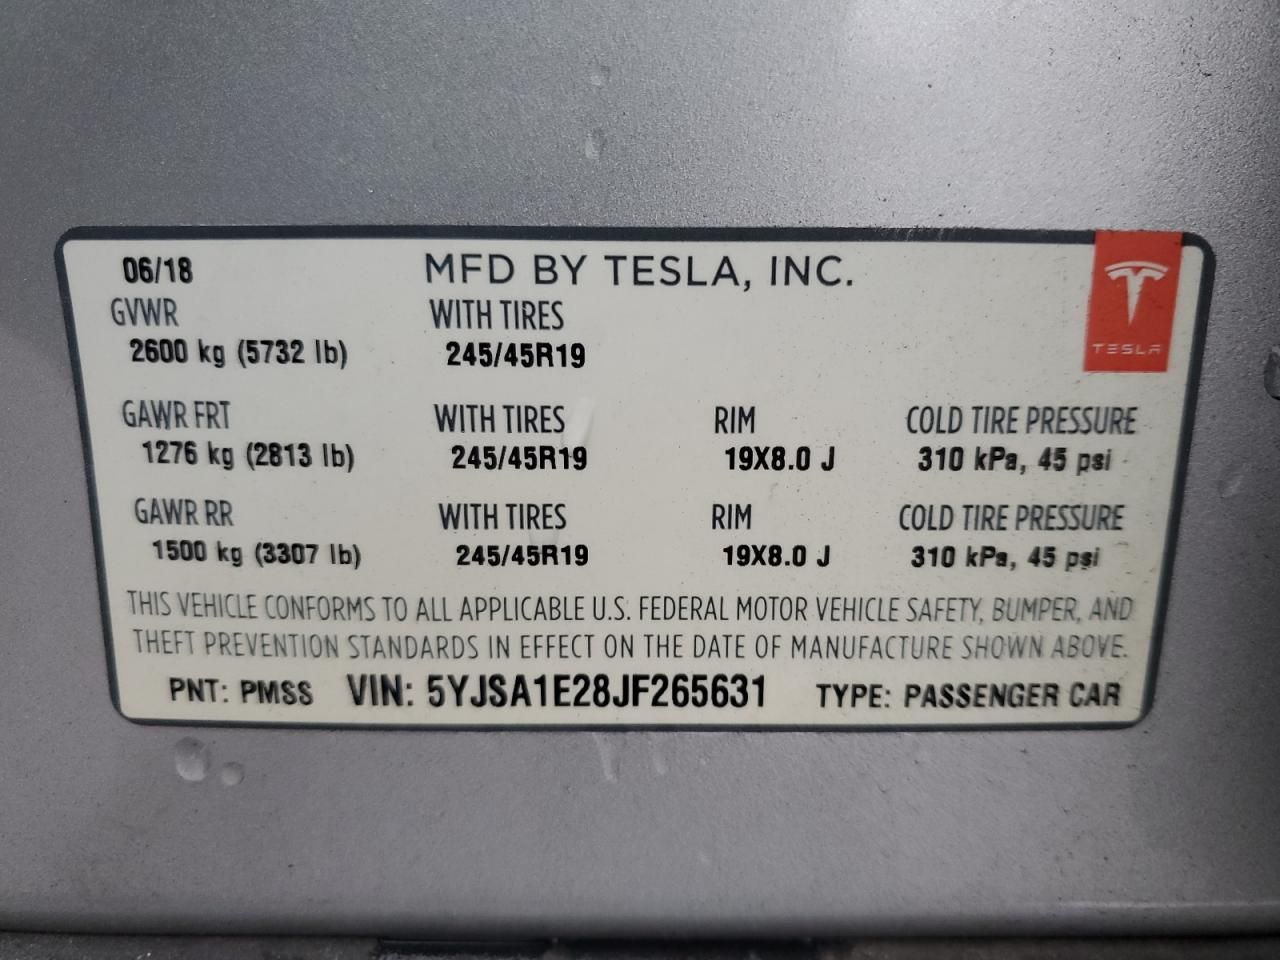 06/18 MFD BY TESLA, INC.
GVWR WITH TIRES
2600 kg (5732 lb) 245/45R19
TESLA
GAWR FRT WITH TIRES RIM COLD TIRE PRESSURE
1276 kg (2813 lb) 245/45R19 19X8.0 J 310 kPa, 45 psi
GAWR RR WITH TIRES RIM COLD TIRE PRESSURE
1500 kg (3307 lb) 245/45R19 19X8.0 J 310 kPa, 45 psi
THIS VEHICLE CONFORMS TO ALL APPLICABLE U.S. FEDERAL MOTOR VEHICLE SAFETY, BUMPER, AND
THEFT PREVENTION STANDARDS IN EFFECT ON THE DATE OF MANUFACTURE SHOWN ABOVE.
PNT: PMSS VIN: 5YJSA1E28JF265631 TYPE: PASSENGER CAR